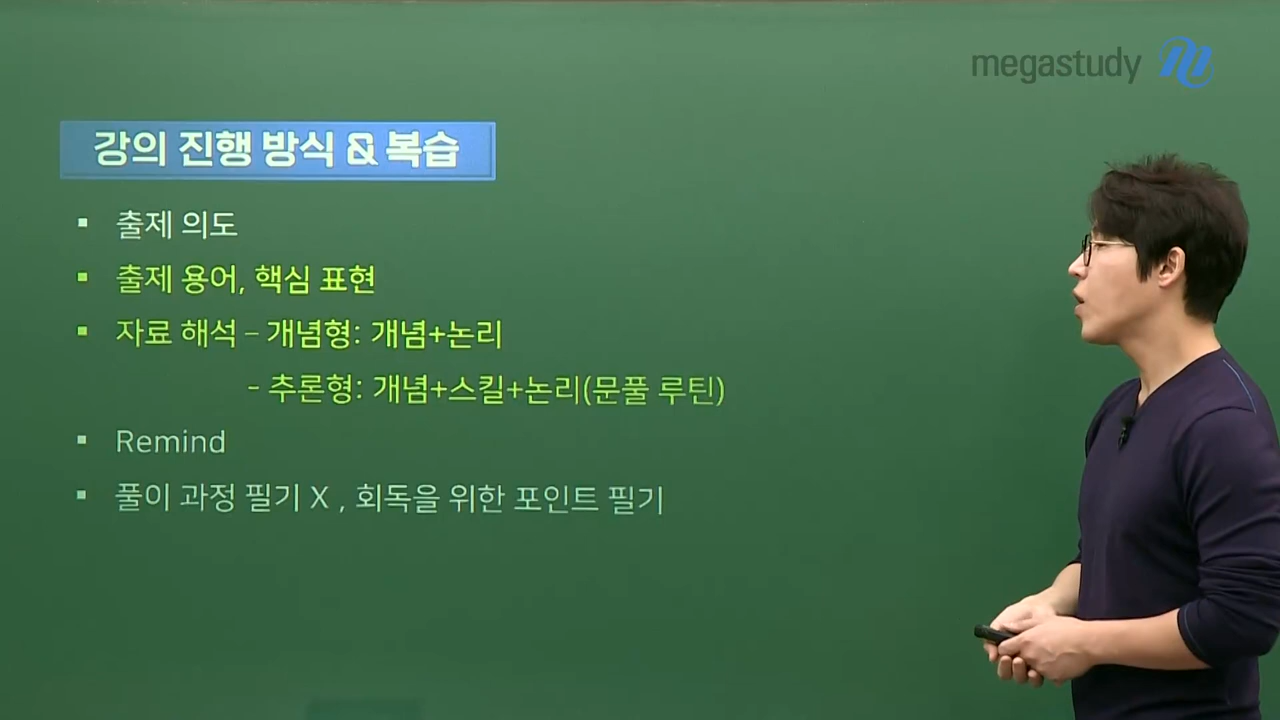 megastudy
강의 진행 방식 & 복습
▪ 출제 의도
▪ 출제 용어, 핵심 표현
▪ 자료 해석 – 개념형: 개념+논리
- 추론형: 개념+스킬+논리(문풀 루틴)
▪ Remind
▪ 풀이 과정 필기 X , 회독을 위한 포인트 필기